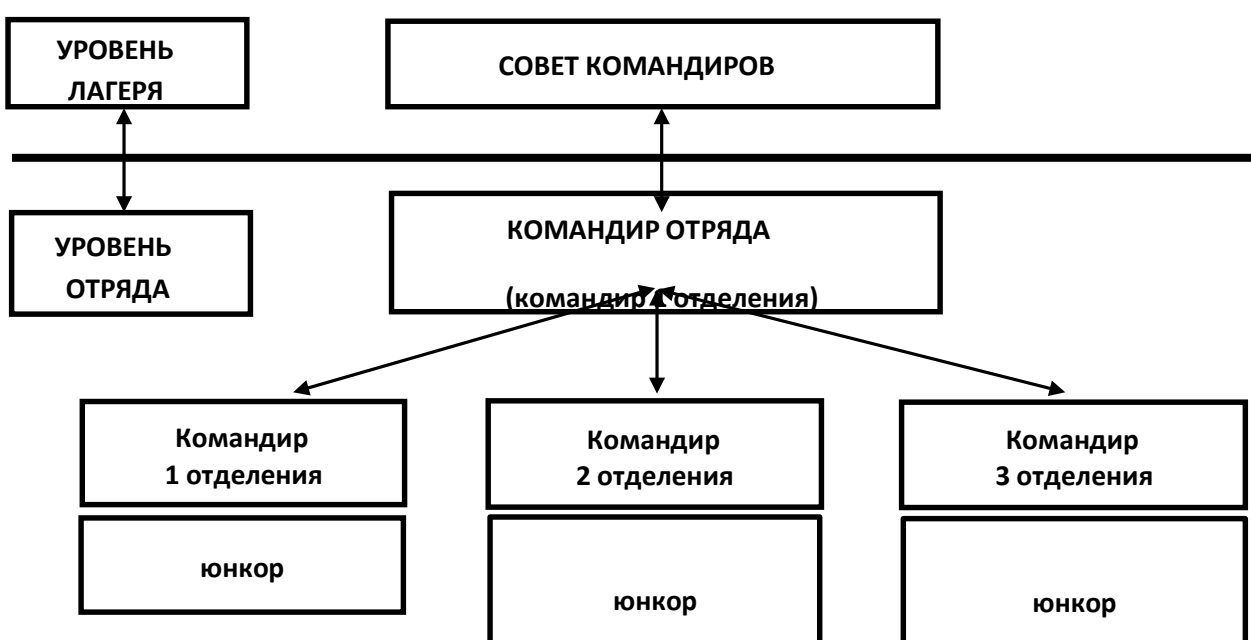 УРОВЕНЬ
ЛАГЕРЯ
СОВЕТ КОМАНДИРОВ
УРОВЕНЬ
ОТРЯДА
КОМАНДИР ОТРЯДА
(командир 1 отделения)
Командир
1 отделения
Командир
2 отделения
Командир
3 отделения
юнкор
юнкор
юнкор